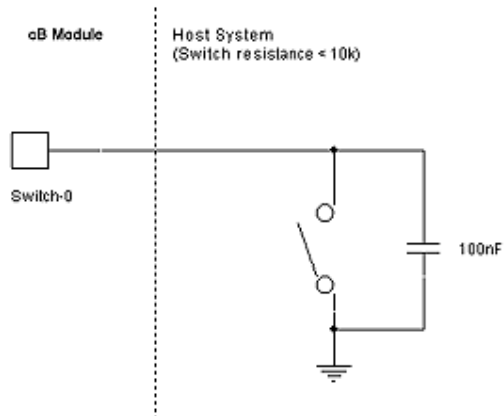 cB Module
Host System
(Switch resistance < 10k)
Switch-0
100nF